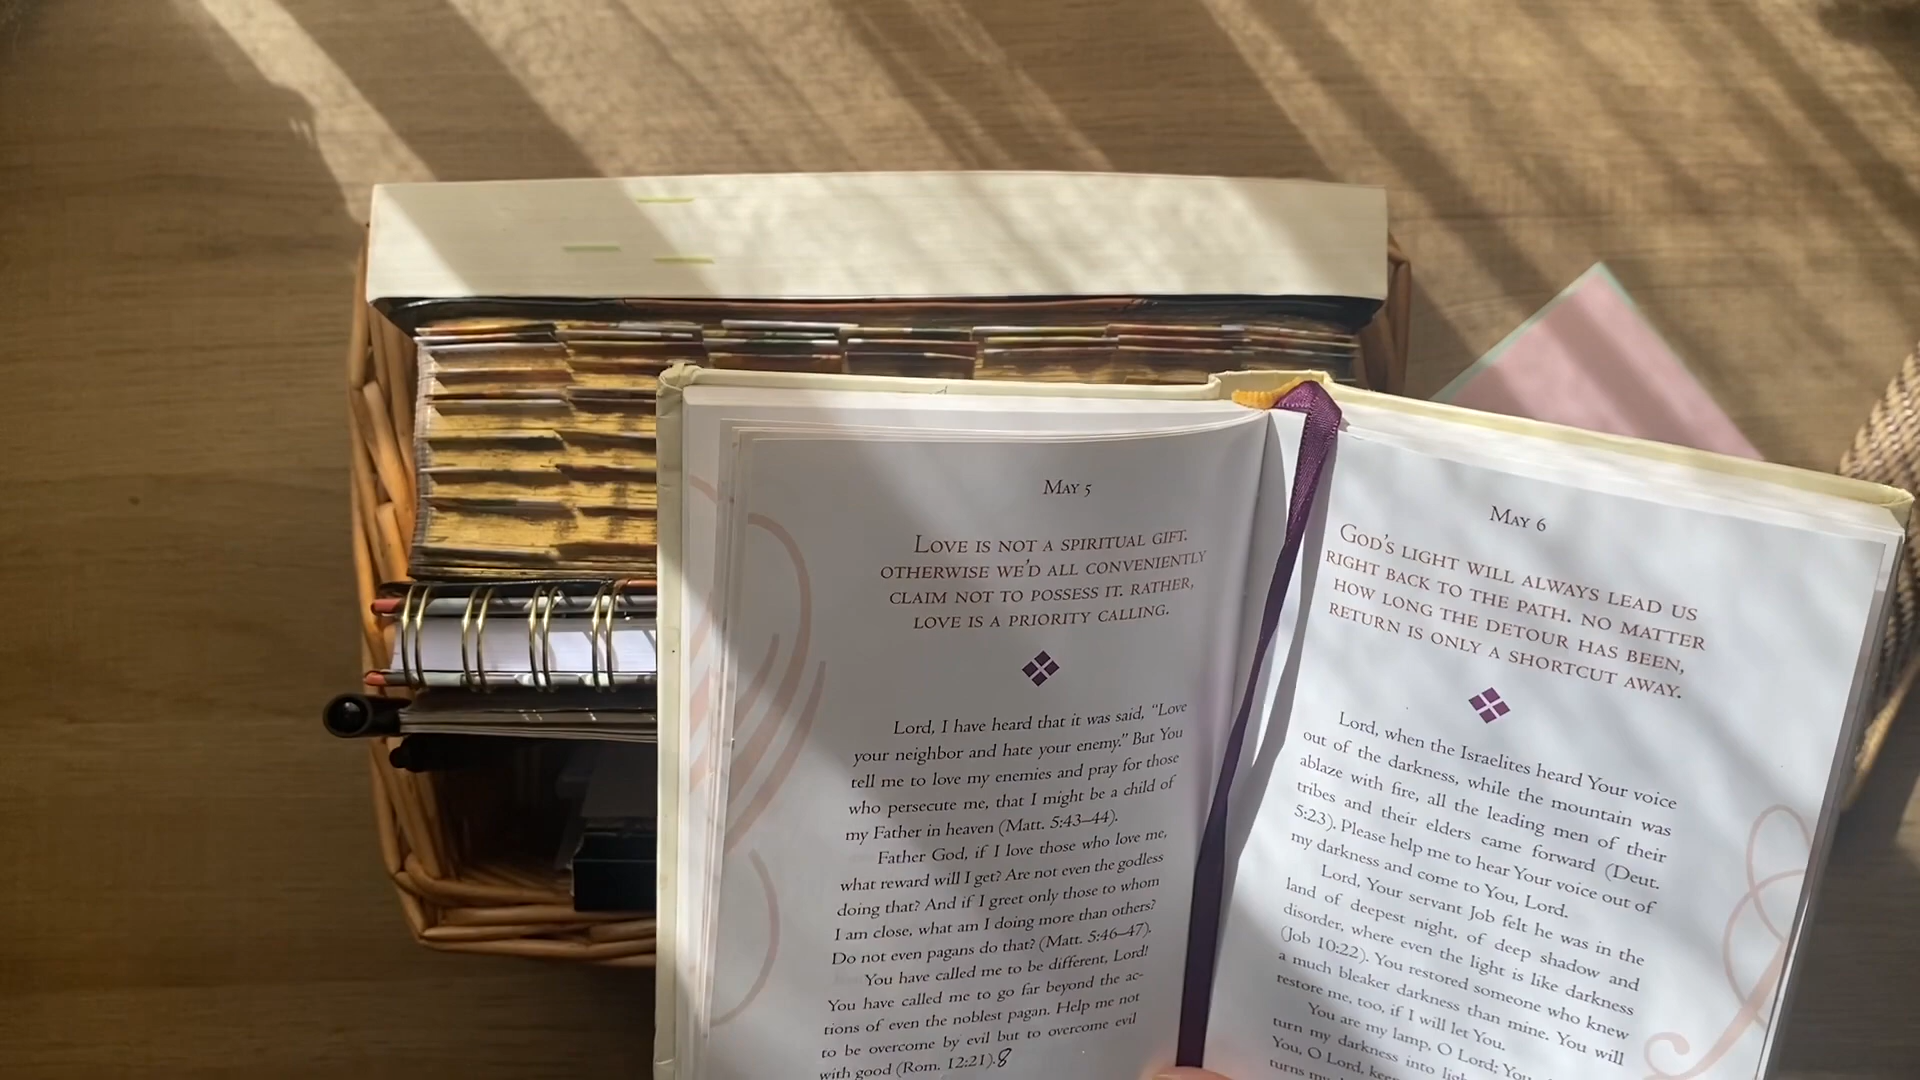 May 5
Love is not a spiritual gift.
Otherwise we'd all conveniently
claim not to possess it. Rather,
love is a priority calling.
Lord, I have heard that it was said, “Love
your neighbor and hate your enemy.” But You
tell me to love my enemies and pray for those
who persecute me, that I might be a child of
my Father in heaven (Matt. 5:43–44).
Father God, if I love those who love me,
what reward will I get? Are not even the godless
doing that? And if I greet only those to whom
I am close, what am I doing more than others?
Do not even pagans do that? (Matt. 5:46–47).
You have called me to be different, Lord!
You have called me to go far beyond the ac-
tions of even the noblest pagan. Help me not
to be overcome by evil but to overcome evil
with good (Rom. 12:21).8
May 6
God's light will always lead us
right back to the path. No matter
how long the detour has been,
return is only a shortcut away.
Lord, when the Israelites heard Your voice
out of the darkness, while the mountain was
ablaze with fire, all the leading men of their
tribes and their elders came forward (Deut.
5:23). Please help me to hear Your voice out of
my darkness and come to You, Lord.
Lord, Your servant Job felt he was in the
land of deepest night, of deep shadow and
disorder, where even the light is like darkness
(Job 10:22). You restored someone who knew
a much bleaker darkness than mine. You will
restore me, too, if I will let You.
You are my lamp, O Lord; You
turn my darkness into
You, O Lord,
turns